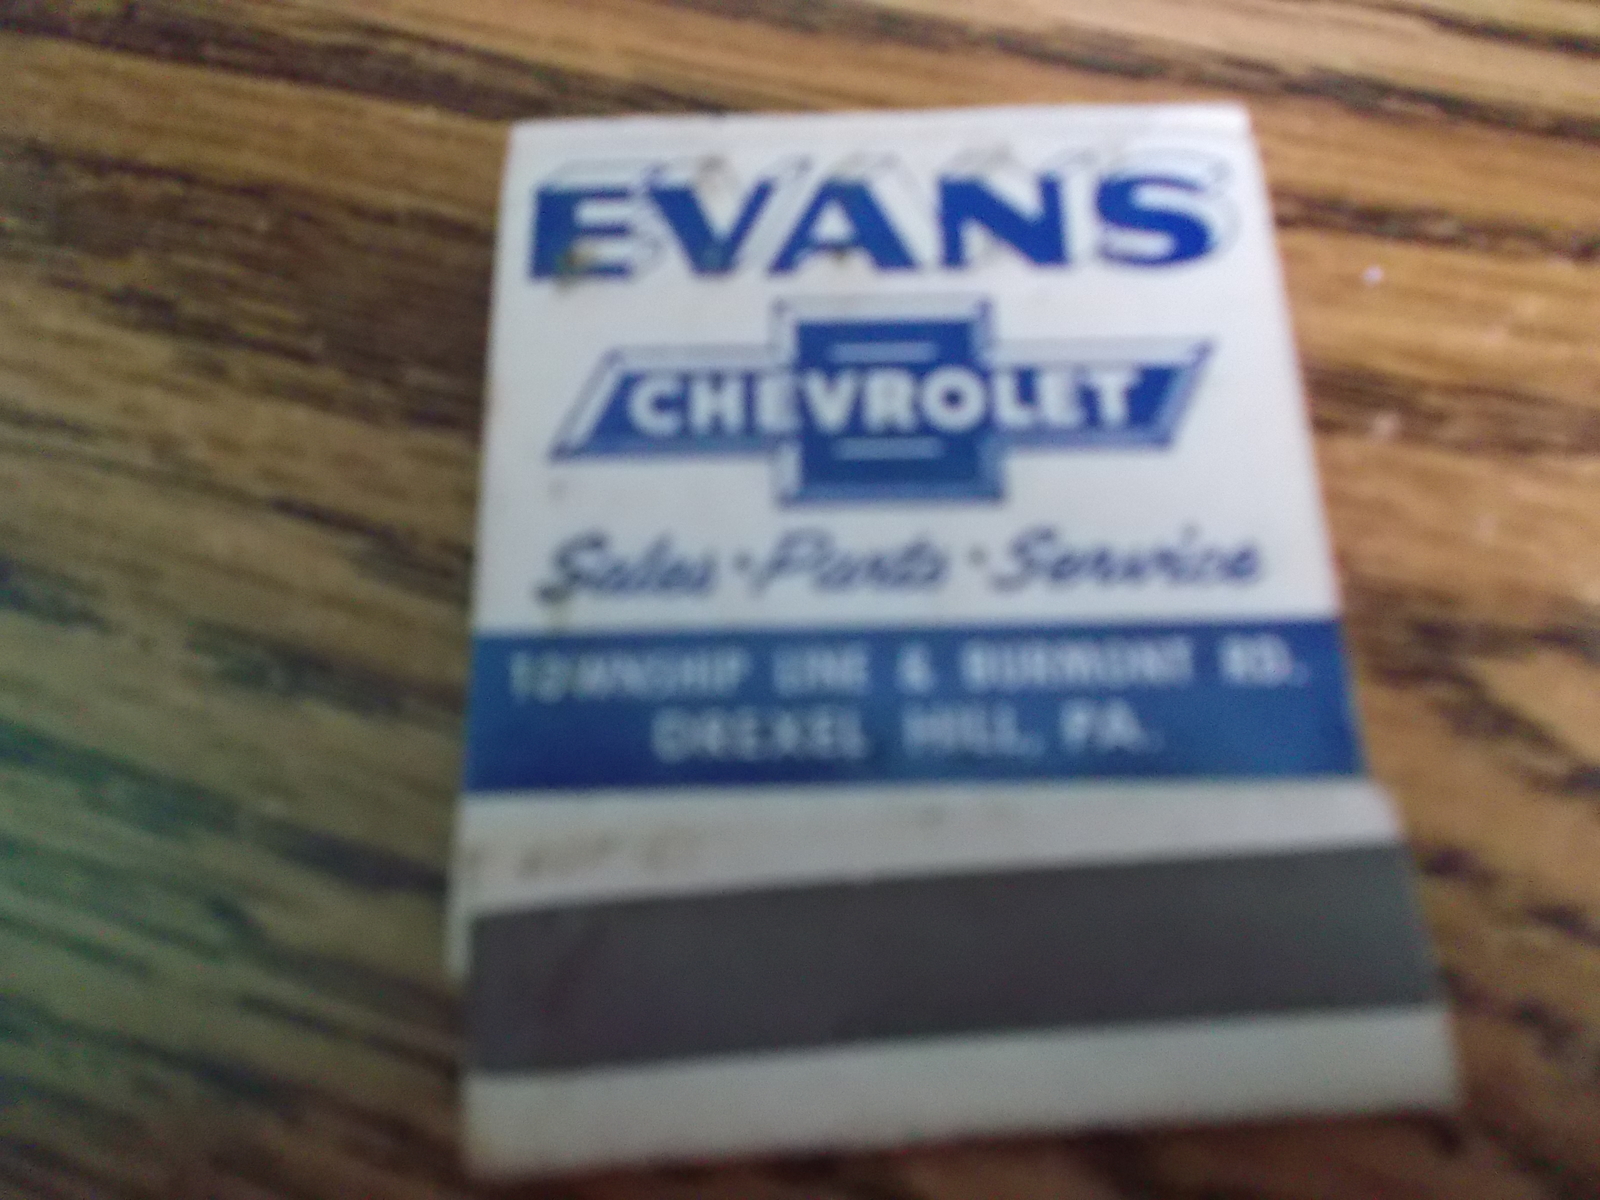 EVANS
CHEVROLET
Sales · Parts · Service
TOWNSHIP LINE & BURMONT RD.
DREXEL HILL, PA.